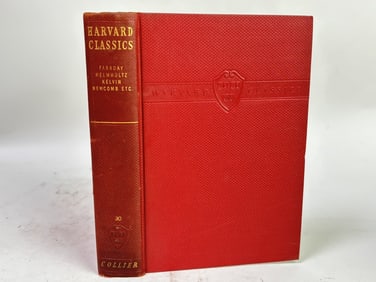 HARVARD
CLASSICS
FARADAY
HELMHOLTZ
KELVIN
NEWCOMB ETC
30
COLLIER
HARVARD CLASSICS